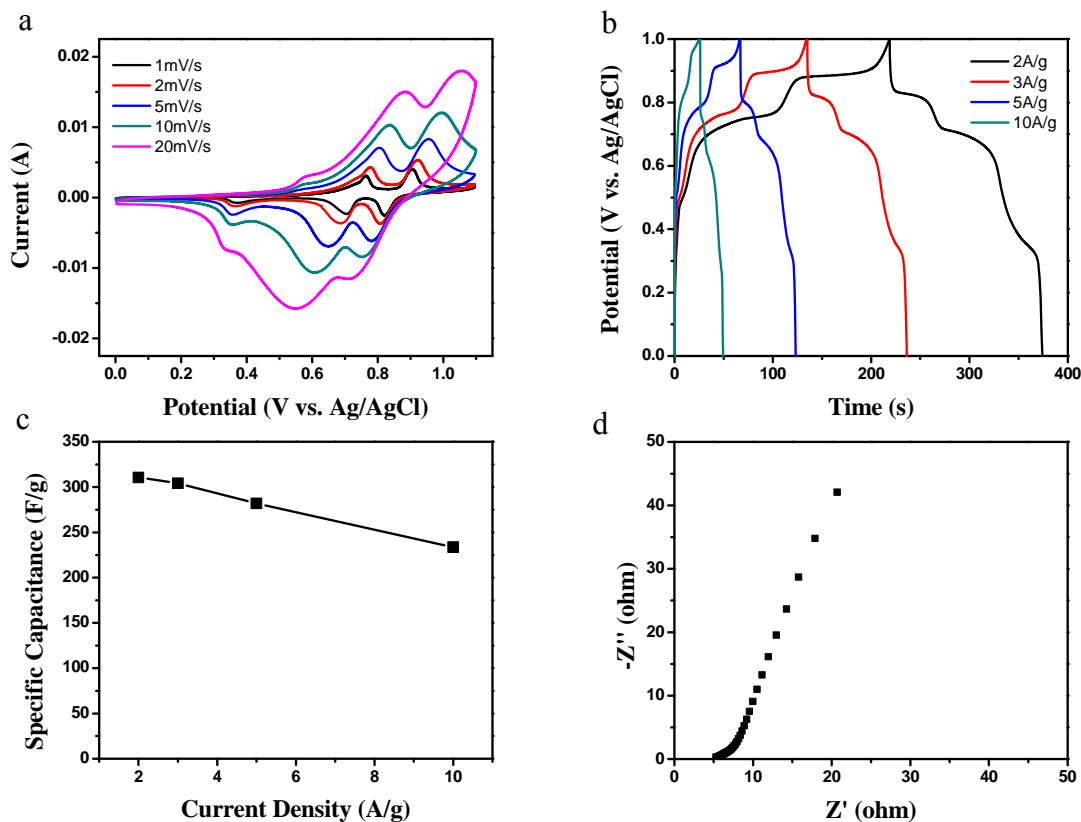 a
0.02
0.01
0.00
-0.01
-0.02
Current (A)
1mV/s
2mV/s
5mV/s
10mV/s
20mV/s
0.0 0.2 0.4 0.6 0.8 1.0
Potential (V vs. Ag/AgCl)
b
1.0
0.8
0.6
0.4
0.2
0.0
Potential (V vs. Ag/AgCl)
2A/g
3A/g
5A/g
10A/g
0 100 200 300 400
Time (s)
c
350
300
250
200
150
100
50
0
Specific Capacitance (F/g)
2 4 6 8 10
Current Density (A/g)
d
50
40
30
20
10
0
-Z'' (ohm)
0 10 20 30 40 50
Z' (ohm)